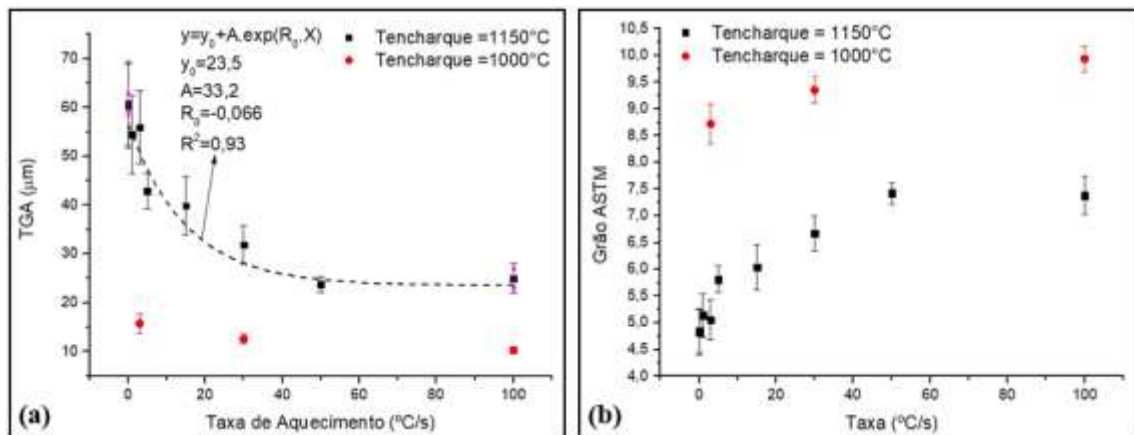 y=y₀+A.exp(R₀.X)
y₀=23,5
A=33,2
R₀=-0,066
R²=0,93
Tencharque =1150°C
Tencharque =1000°C
TGA (μm)
70
60
50
40
30
20
10
0 20 40 60 80 100
Taxa de Aquecimento (ºC/s)
(a)
Tencharque = 1150°C
Tencharque = 1000°C
Grão ASTM
10,0
9,5
9,0
8,5
8,0
7,5
7,0
6,5
6,0
5,5
5,0
4,5
4,0
0 20 40 60 80 100
Taxa (ºC/s)
(b)